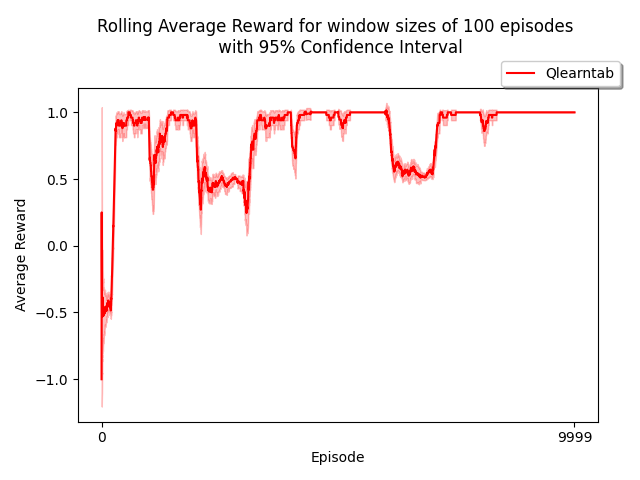 Rolling Average Reward for window sizes of 100 episodes
with 95% Confidence Interval
Qlearntab
1.0
0.5
0.0
−0.5
−1.0
Average Reward
0
9999
Episode